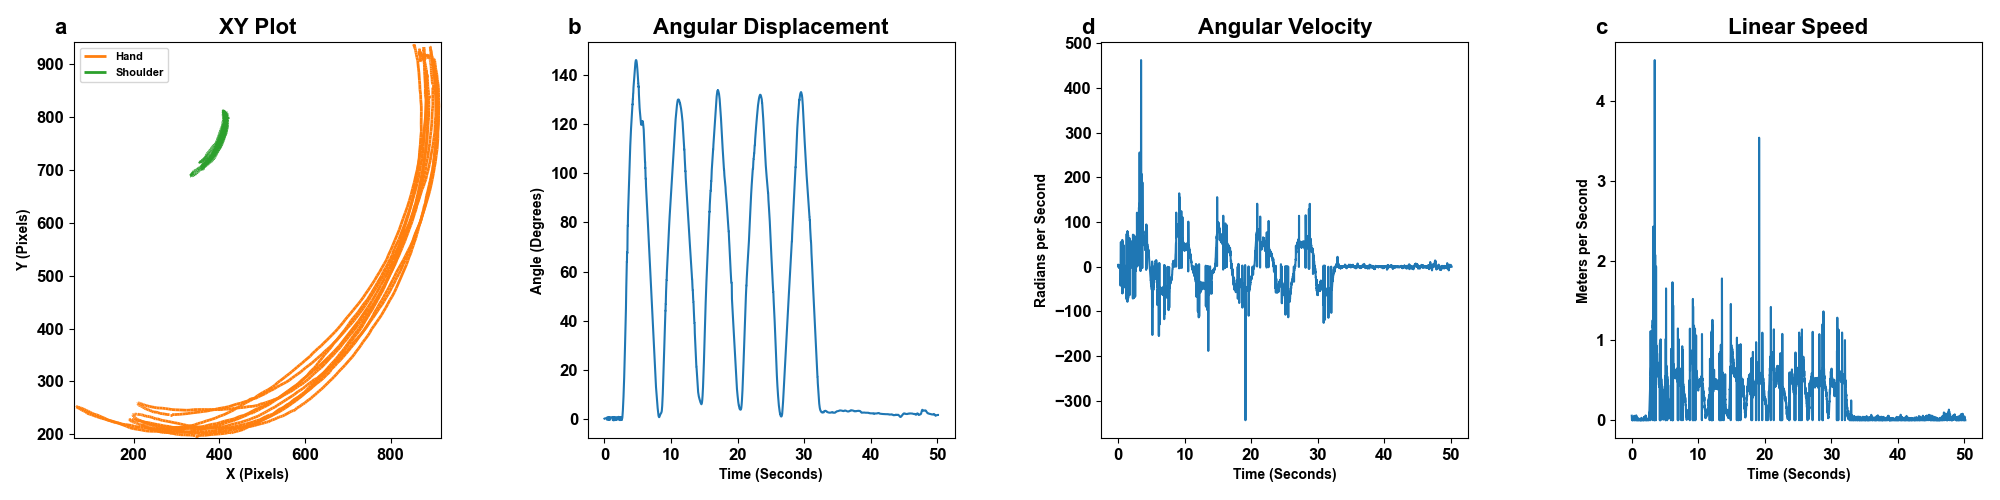 a XY Plot
Hand
Shoulder
900
800
700
600
500
400
300
200
Y (Pixels)
200 400 600 800
X (Pixels)
b Angular Displacement
140
120
100
80
60
40
20
0
Angle (Degrees)
0 10 20 30 40 50
Time (Seconds)
d Angular Velocity
500
400
300
200
100
0
−100
−200
−300
Radians per Second
0 10 20 30 40 50
Time (Seconds)
c Linear Speed
4
3
2
1
0
Meters per Second
0 10 20 30 40 50
Time (Seconds)